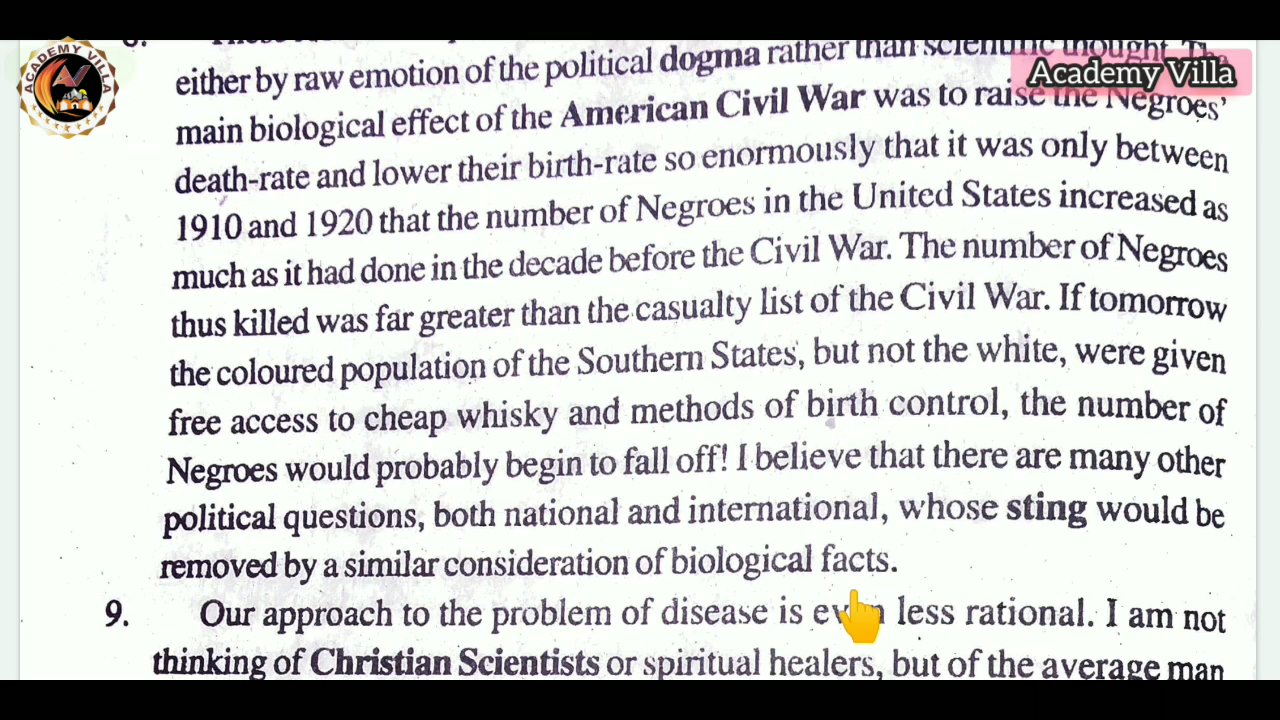 ACADEMY VILLA
Academy Villa
8.
either by raw emotion of the political dogma rather than scientific thought. The
main biological effect of the American Civil War was to raise the Negroes'
death-rate and lower their birth-rate so enormously that it was only between
1910 and 1920 that the number of Negroes in the United States increased as
much as it had done in the decade before the Civil War. The number of Negroes
thus killed was far greater than the casualty list of the Civil War. If tomorrow
the coloured population of the Southern States, but not the white, were given
free access to cheap whisky and methods of birth control, the number of
Negroes would probably begin to fall off! I believe that there are many other
political questions, both national and international, whose sting would be
removed by a similar consideration of biological facts.
9. Our approach to the problem of disease is even less rational. I am not
thinking of Christian Scientists or spiritual healers, but of the average man